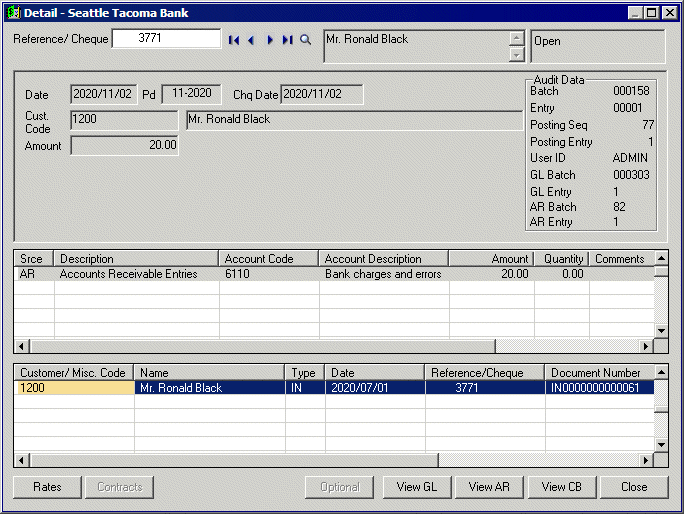 Detail - Seattle Tacoma Bank
Reference/ Cheque 3771 Mr. Ronald Black Open
Date 2020/11/02 Pd 11-2020 Chq Date 2020/11/02
Cust. Code 1200 Mr. Ronald Black
Amount 20.00
Audit Data
Batch 000158
Entry 00001
Posting Seq 77
Posting Entry 1
User ID ADMIN
GL Batch 000303
GL Entry 1
AR Batch 82
AR Entry 1
Srce Description Account Code Account Description Amount Quantity Comments
AR Accounts Receivable Entries 6110 Bank charges and errors 20.00 0.00
Customer/ Misc. Code Name Type Date Reference/Cheque Document Number
1200 Mr. Ronald Black IN 2020/07/01 3771 IN0000000000061
Rates Contracts Optional View GL View AR View CB Close